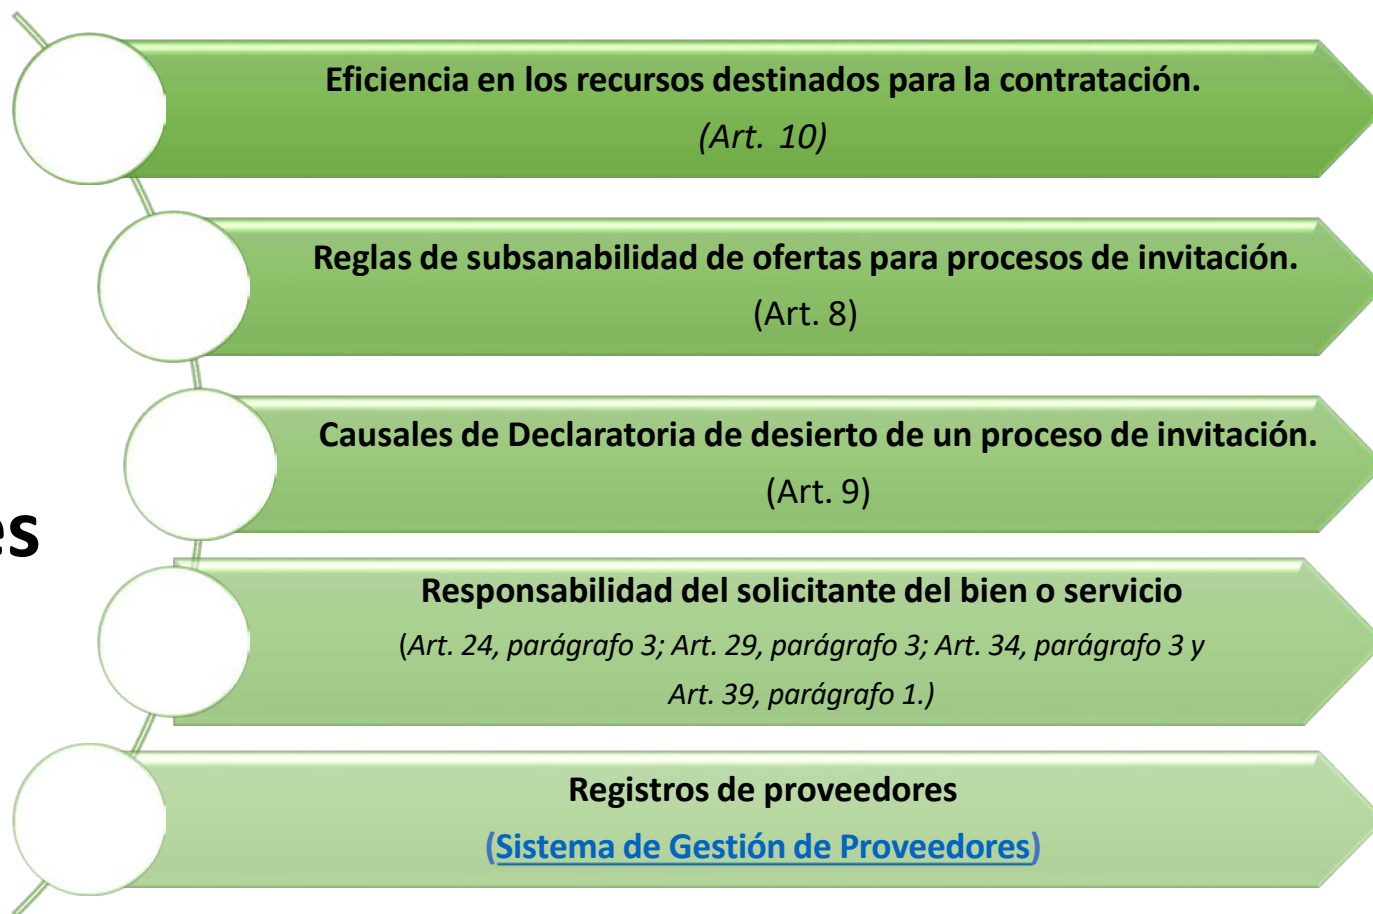 Eficiencia en los recursos destinados para la contratación.
(Art. 10)
Reglas de subsanabilidad de ofertas para procesos de invitación.
(Art. 8)
Causales de Declaratoria de desierto de un proceso de invitación.
(Art. 9)
es
Responsabilidad del solicitante del bien o servicio
(Art. 24, parágrafo 3; Art. 29, parágrafo 3; Art. 34, parágrafo 3 y
Art. 39, parágrafo 1.)
Registros de proveedores
(Sistema de Gestión de Proveedores)